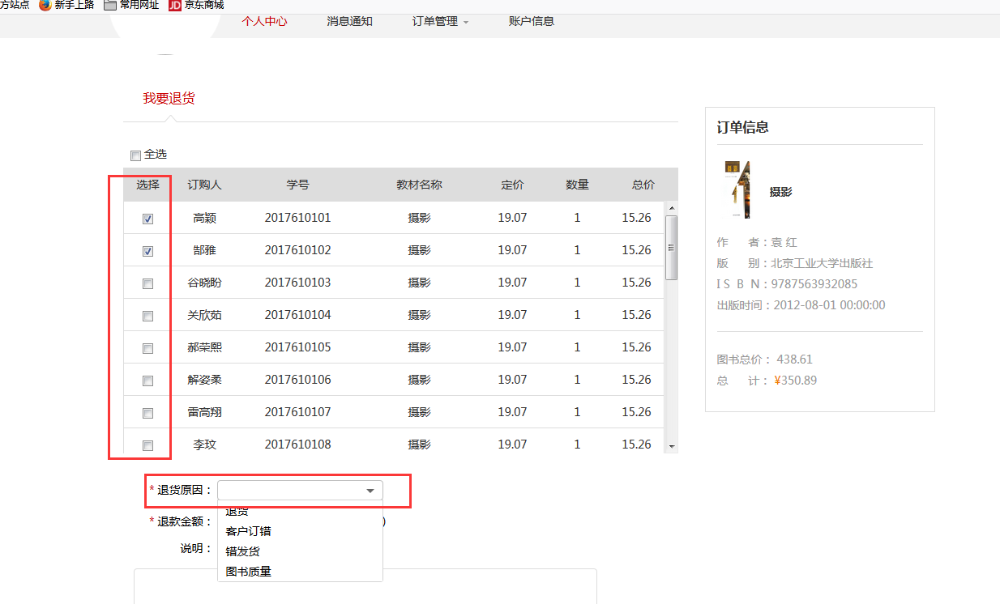 方站点 新手上路 常用网址 JD 京东商城
个人中心 消息通知 订单管理 账户信息
我要退货
全选
选择 订购人 学号 教材名称 定价 数量 总价
高颖 2017610101 摄影 19.07 1 15.26
郜雅 2017610102 摄影 19.07 1 15.26
谷晓盼 2017610103 摄影 19.07 1 15.26
关欣茹 2017610104 摄影 19.07 1 15.26
郝荣熙 2017610105 摄影 19.07 1 15.26
解姿柔 2017610106 摄影 19.07 1 15.26
雷高翔 2017610107 摄影 19.07 1 15.26
李玟 2017610108 摄影 19.07 1 15.26
* 退货原因：
退货
客户订错
错发货
图书质量
* 退款金额： )
说明：
订单信息
摄影
作 者：袁 红
版 别：北京工业大学出版社
I S B N：9787563932085
出版时间：2012-08-01 00:00:00
图书总价： 438.61
总 计： ¥350.89